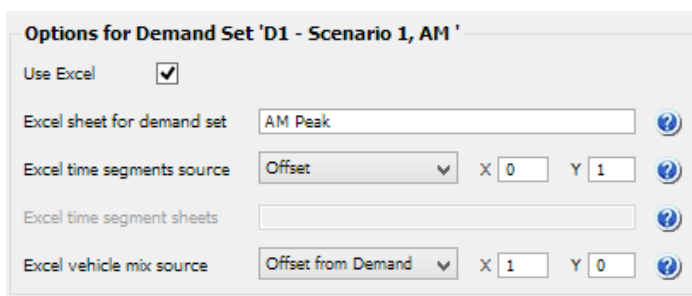 Options for Demand Set 'D1 - Scenario 1, AM '
Use Excel
Excel sheet for demand set AM Peak
Excel time segments source Offset X 0 Y 1
Excel time segment sheets
Excel vehicle mix source Offset from Demand X 1 Y 0